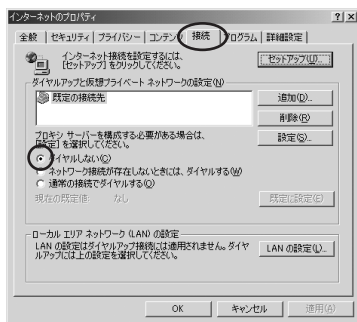 インターネットのプロパティ
全般 セキュリティ プライバシー コンテンツ 接続 プログラム 詳細設定
インターネット接続を設定するには、
[セットアップ] をクリックしてください。
セットアップ(U)...
ダイヤルアップと仮想プライベート ネットワークの設定(N)
既定の接続先
追加(D)...
削除(R)
プロキシ サーバーを構成する必要がある場合は、
[設定] を選択してください。
設定(S)...
ダイヤルしない(C)
ネットワーク接続が存在しないときには、ダイヤルする(W)
通常の接続でダイヤルする(O)
現在の既定値: なし
既定に設定(E)
ローカル エリア ネットワーク (LAN) の設定
LAN の設定はダイヤルアップ接続には適用されません。ダイヤ
ルアップには上の設定を選択してください。
LAN の設定(L)...
OK キャンセル 適用(A)